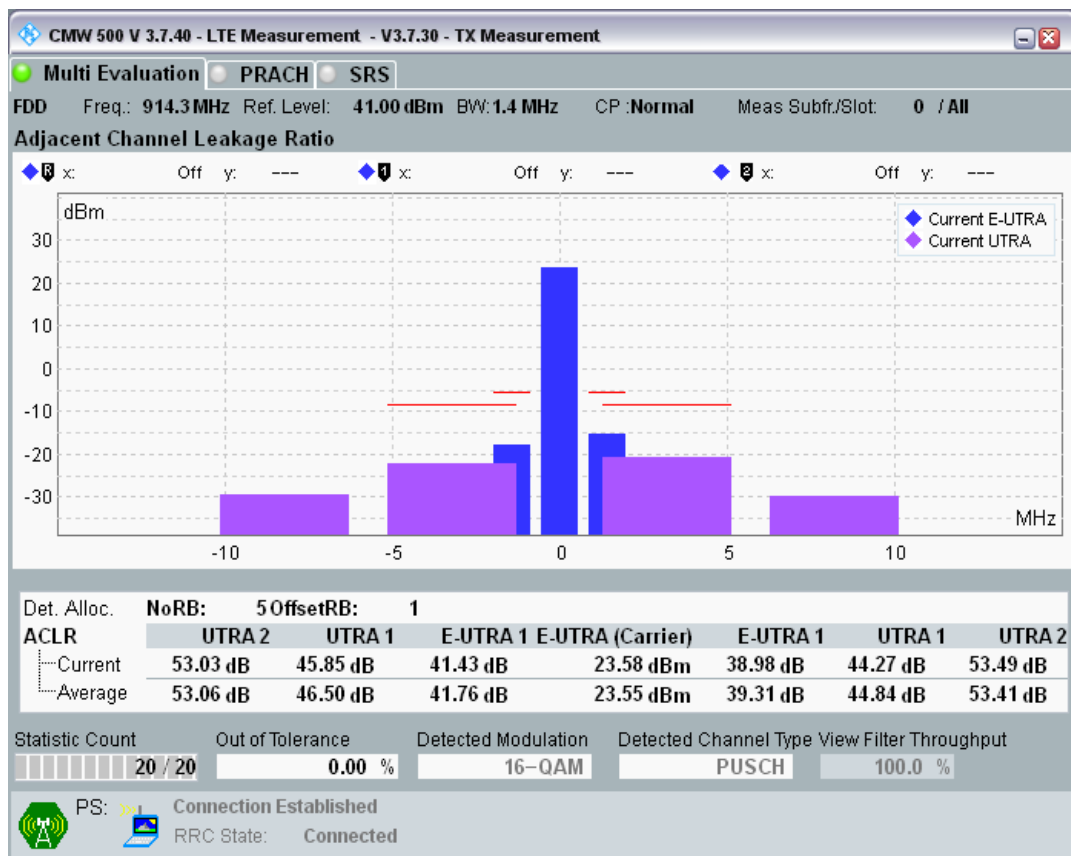 CMW 500 V 3.7.40 - LTE Measurement - V3.7.30 - TX Measurement
Multi Evaluation PRACH SRS
FDD Freq.: 914.3 MHz Ref. Level: 41.00 dBm BW: 1.4 MHz CP :Normal Meas Subfr./Slot: 0 / All
Adjacent Channel Leakage Ratio
R x: Off y: --- 1 x: Off y: --- 2 x: Off y: ---
dBm
Current E-UTRA
Current UTRA
30
20
10
0
-10
-20
-30
MHz
-10 -5 0 5 10
Det. Alloc. NoRB: 5 OffsetRB: 1
ACLR UTRA 2 UTRA 1 E-UTRA 1 E-UTRA (Carrier) E-UTRA 1 UTRA 1 UTRA 2
Current 53.03 dB 45.85 dB 41.43 dB 23.58 dBm 38.98 dB 44.27 dB 53.49 dB
Average 53.06 dB 46.50 dB 41.76 dB 23.55 dBm 39.31 dB 44.84 dB 53.41 dB
Statistic Count Out of Tolerance Detected Modulation Detected Channel Type View Filter Throughput
20 / 20 0.00 % 16-QAM PUSCH 100.0 %
PS: Connection Established
RRC State: Connected